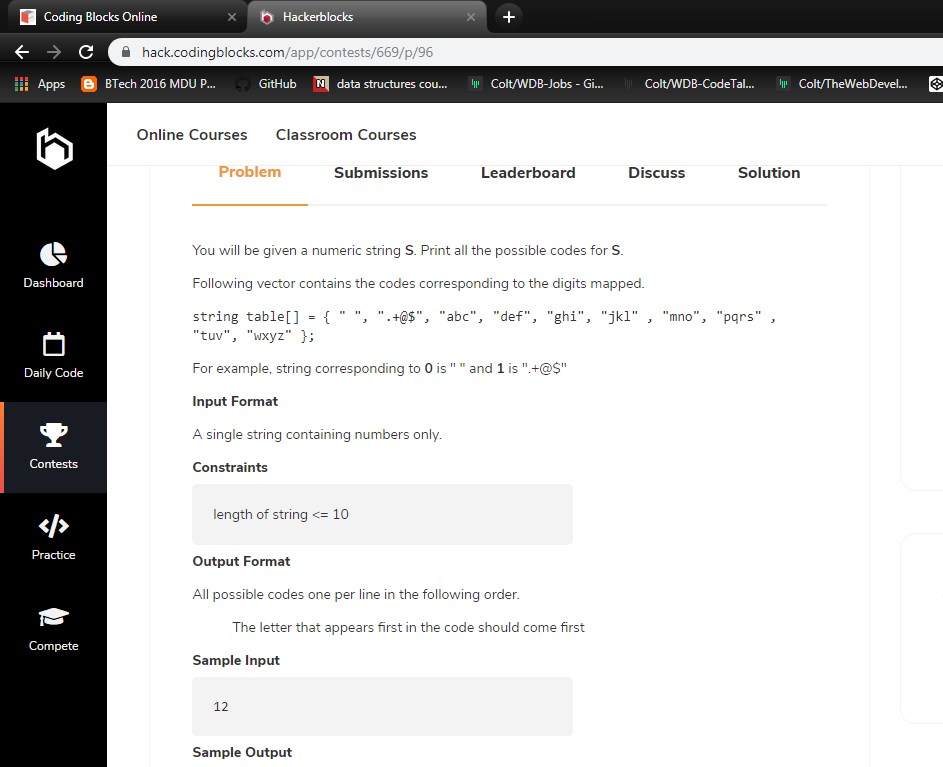 Coding Blocks Online
Hackerblocks
hack.codingblocks.com/app/contests/669/p/96
Apps
BTech 2016 MDU P...
GitHub
data structures cou...
Colt/WDB-Jobs - Gi...
Colt/WDB-CodeTal...
Colt/TheWebDevel...
Online Courses
Classroom Courses
Problem
Submissions
Leaderboard
Discuss
Solution
Dashboard
Daily Code
Contests
Practice
Compete
You will be given a numeric string S. Print all the possible codes for S.
Following vector contains the codes corresponding to the digits mapped.
string table[] = { " ", ".+@$", "abc", "def", "ghi", "jkl" , "mno", "pqrs" ,
"tuv", "wxyz" };
For example, string corresponding to 0 is " " and 1 is ".+@$"
Input Format
A single string containing numbers only.
Constraints
length of string <= 10
Output Format
All possible codes one per line in the following order.
The letter that appears first in the code should come first
Sample Input
12
Sample Output